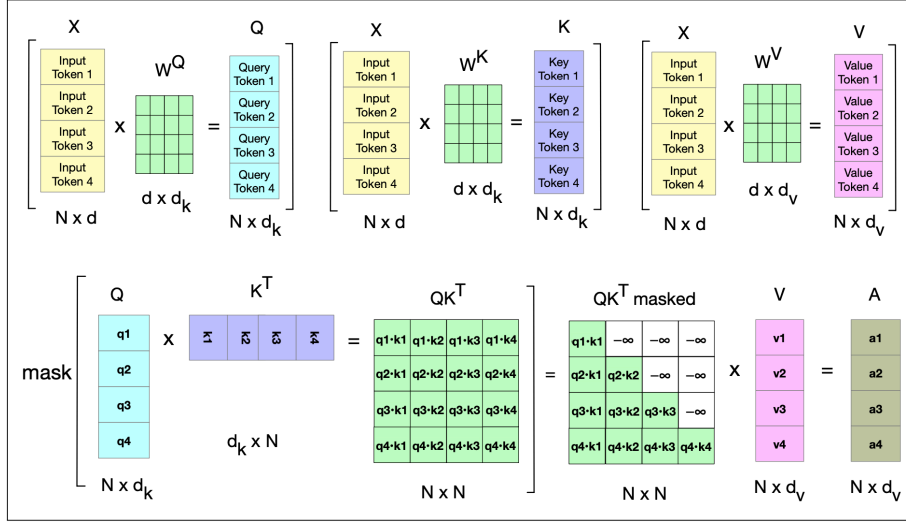 X
Input
Token 1
Input
Token 2
Input
Token 3
Input
Token 4
N x d
x
W^Q
d x d_k
=
Q
Query
Token 1
Query
Token 2
Query
Token 3
Query
Token 4
N x d_k
X
Input
Token 1
Input
Token 2
Input
Token 3
Input
Token 4
N x d
x
W^K
d x d_k
=
K
Key
Token 1
Key
Token 2
Key
Token 3
Key
Token 4
N x d_k
X
Input
Token 1
Input
Token 2
Input
Token 3
Input
Token 4
N x d
x
W^V
d x d_v
=
V
Value
Token 1
Value
Token 2
Value
Token 3
Value
Token 4
N x d_v
mask
Q
q1
q2
q3
q4
N x d_k
x
K^T
k1 k2 k3 k4
d_k x N
=
QK^T
q1•k1 q1•k2 q1•k3 q1•k4
q2•k1 q2•k2 q2•k3 q2•k4
q3•k1 q3•k2 q3•k3 q3•k4
q4•k1 q4•k2 q4•k3 q4•k4
N x N
=
QK^T masked
q1•k1 −∞ −∞ −∞
q2•k1 q2•k2 −∞ −∞
q3•k1 q3•k2 q3•k3 −∞
q4•k1 q4•k2 q4•k3 q4•k4
N x N
x
V
v1
v2
v3
v4
N x d_v
=
A
a1
a2
a3
a4
N x d_v